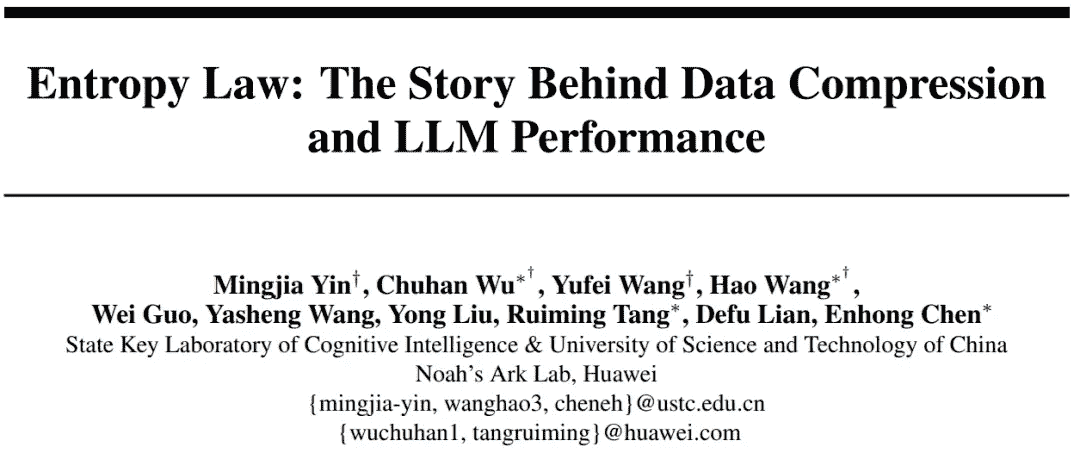 Entropy Law: The Story Behind Data Compression
and LLM Performance
Mingjia Yin†, Chuhan Wu*†, Yufei Wang†, Hao Wang*†,
Wei Guo, Yasheng Wang, Yong Liu, Ruiming Tang*, Defu Lian, Enhong Chen*
State Key Laboratory of Cognitive Intelligence & University of Science and Technology of China
Noah's Ark Lab, Huawei
{mingjia-yin, wanghao3, cheneh}@ustc.edu.cn
{wuchuhan1, tangruiming}@huawei.com